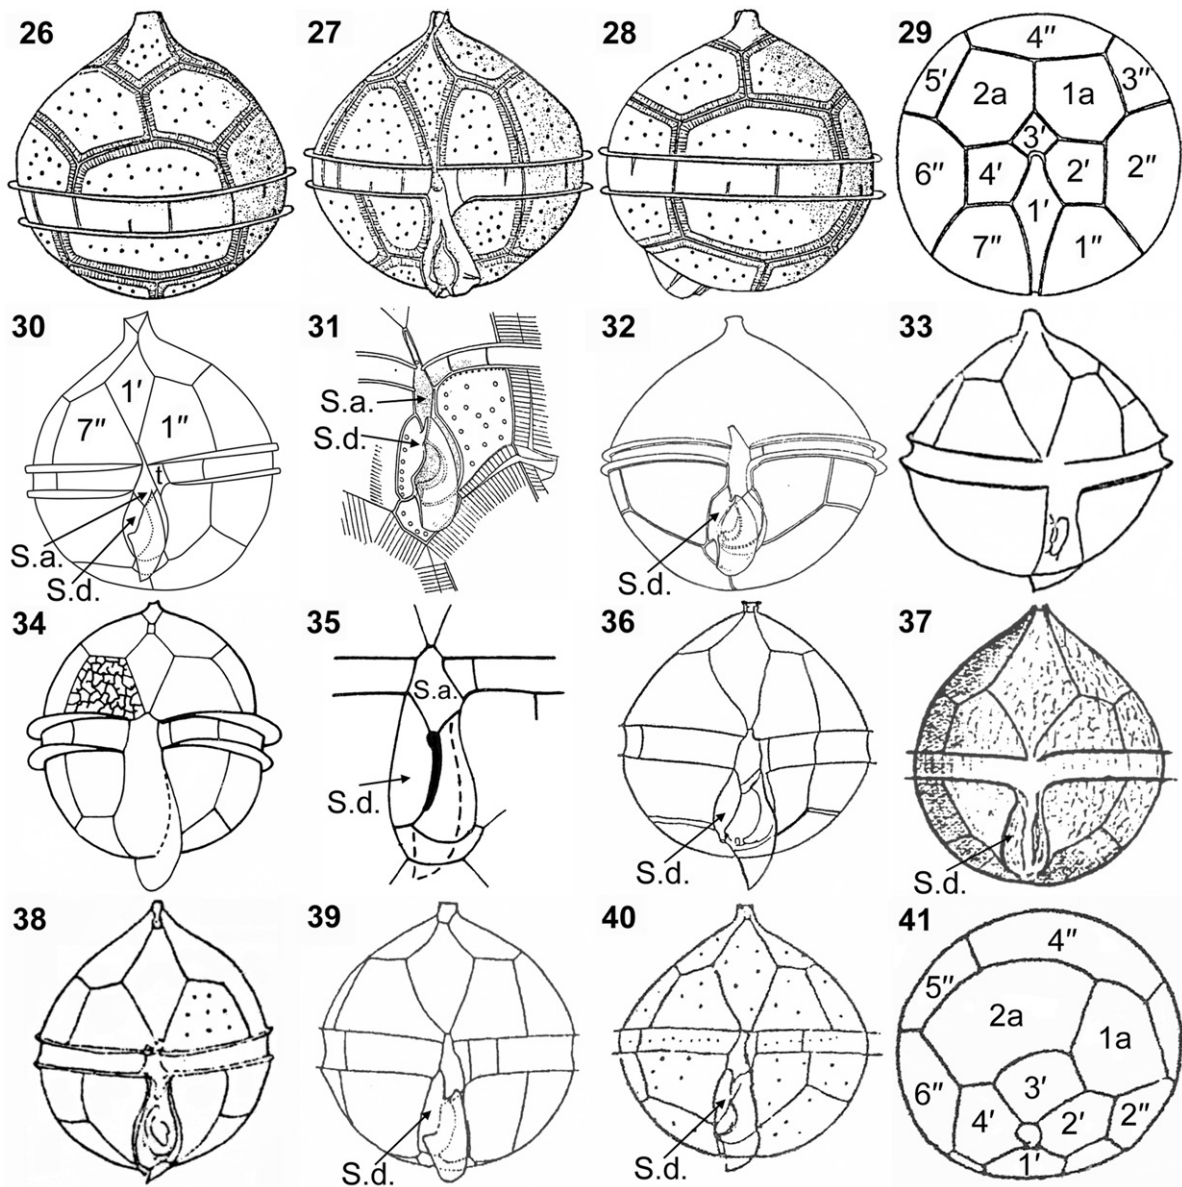 26
27
28
29
4″
5′
2a
1a
3″
3′
6″
4′
2′
2″
1′
7″
1″
30
31
32
33
1′
7″
1″
t
S.a.
S.d.
S.a.
S.d.
S.d.
34
35
36
37
S.a.
S.d.
S.d.
S.d.
38
39
40
41
4″
5″
2a
1a
3′
6″
4′
2′
2″
1′
S.d.
S.d.